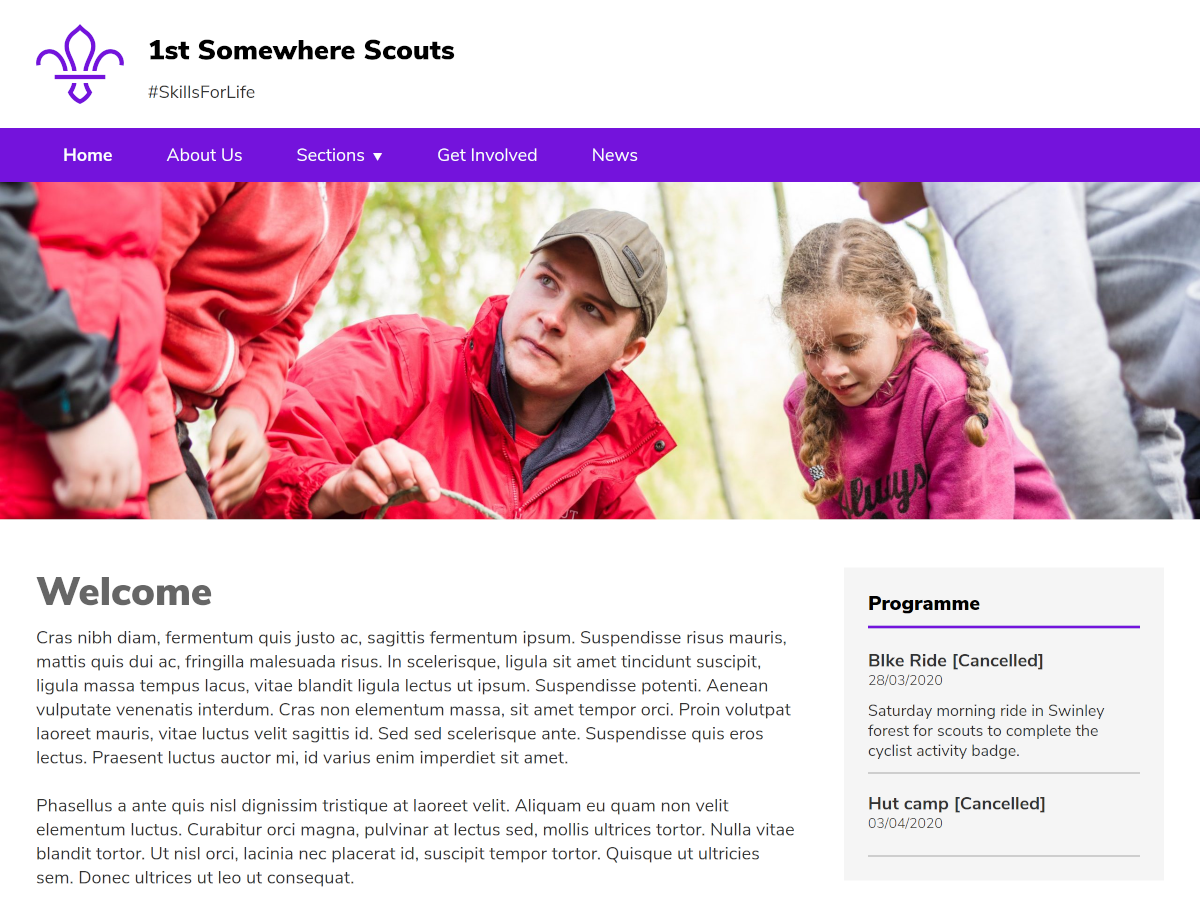 1st Somewhere Scouts
#SkillsForLife
Home About Us Sections ▼ Get Involved News
Always
Welcome
Cras nibh diam, fermentum quis justo ac, sagittis fermentum ipsum. Suspendisse risus mauris,
mattis quis dui ac, fringilla malesuada risus. In scelerisque, ligula sit amet tincidunt suscipit,
ligula massa tempus lacus, vitae blandit ligula lectus ut ipsum. Suspendisse potenti. Aenean
vulputate venenatis interdum. Cras non elementum massa, sit amet tempor orci. Proin volutpat
laoreet mauris, vitae luctus velit sagittis id. Sed sed scelerisque ante. Suspendisse quis eros
lectus. Praesent luctus auctor mi, id varius enim imperdiet sit amet.
Phasellus a ante quis nisl dignissim tristique at laoreet velit. Aliquam eu quam non velit
elementum luctus. Curabitur orci magna, pulvinar at lectus sed, mollis ultrices tortor. Nulla vitae
blandit tortor. Ut nisl orci, lacinia nec placerat id, suscipit tempor tortor. Quisque ut ultricies
sem. Donec ultrices ut leo ut consequat.
Programme
BIke Ride [Cancelled]
28/03/2020
Saturday morning ride in Swinley
forest for scouts to complete the
cyclist activity badge.
Hut camp [Cancelled]
03/04/2020